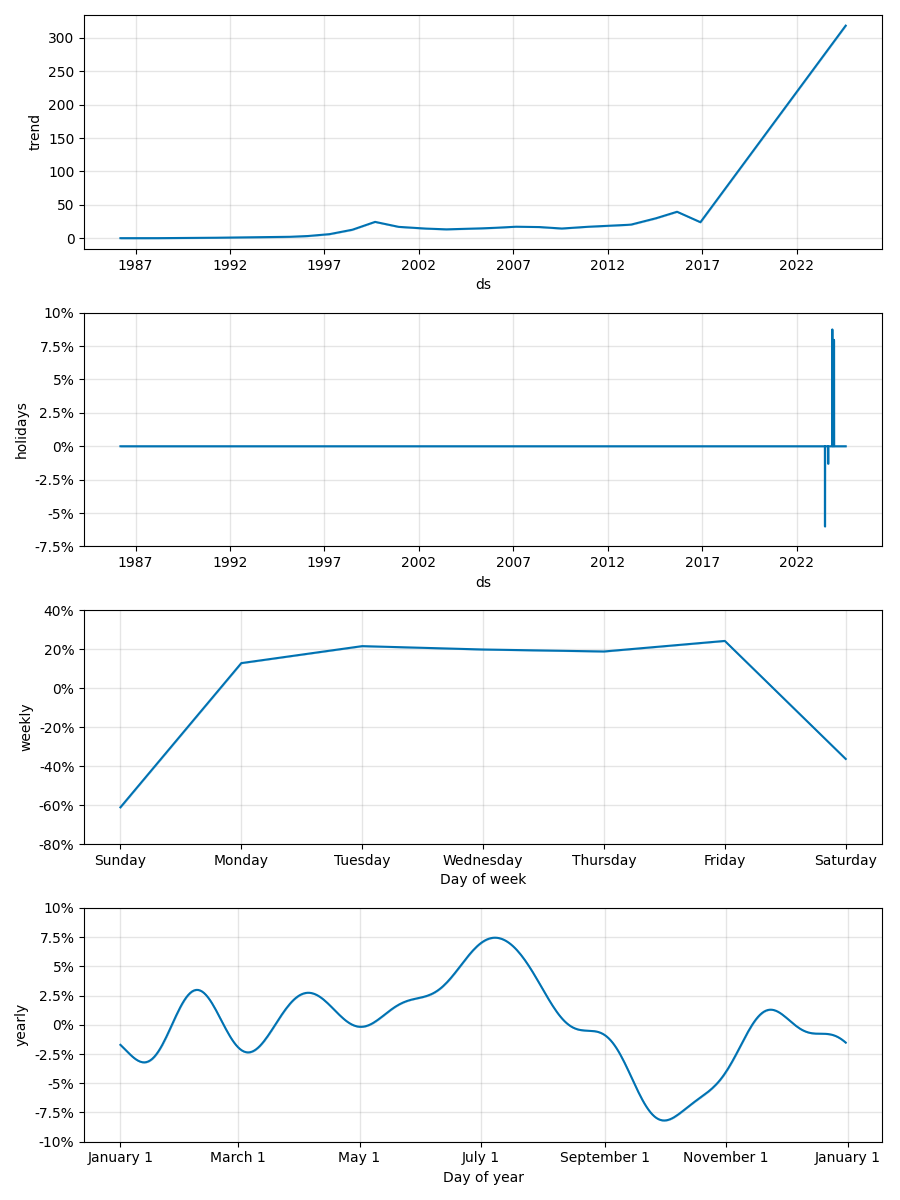 300
250
200
150
100
50
0
trend
1987 1992 1997 2002 2007 2012 2017 2022
ds
10%
7.5%
5%
2.5%
0%
-2.5%
-5%
-7.5%
holidays
1987 1992 1997 2002 2007 2012 2017 2022
ds
40%
20%
0%
-20%
-40%
-60%
-80%
weekly
Sunday Monday Tuesday Wednesday Thursday Friday Saturday
Day of week
10%
7.5%
5%
2.5%
0%
-2.5%
-5%
-7.5%
-10%
yearly
January 1 March 1 May 1 July 1 September 1 November 1 January 1
Day of year